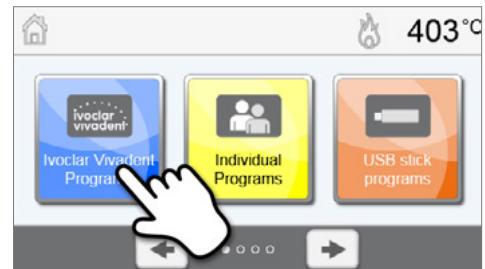 403°C
ivoclar
vivadent
Ivoclar Vivadent
Individual
Programs
USB stick
programs